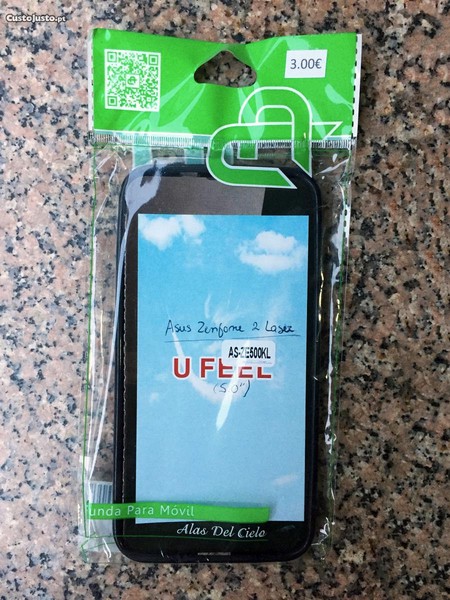 CustoJusto.pt
3.00€
Asus Zenfone 2 Laser
AS-ZE500KL
U FEEL
(5.0")
unda Para Móvil
Alas Del Cielo